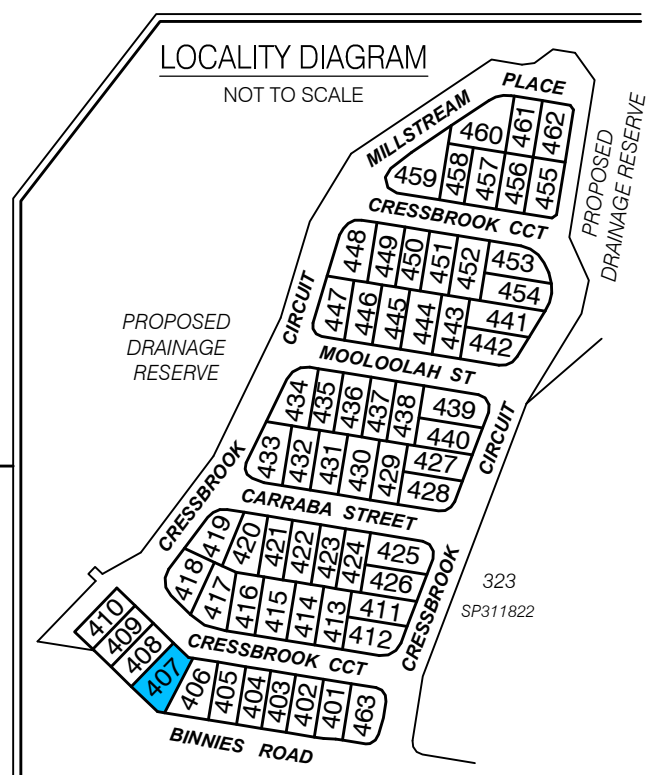 LOCALITY DIAGRAM
NOT TO SCALE
MILLSTREAM PLACE
460 461 462
459 458 457 456 455
PROPOSED
DRAINAGE RESERVE
CRESSBROOK CCT
448 449 450 451 452 453
454
447 446 445 444 443 441
442
CIRCUIT
PROPOSED
DRAINAGE
RESERVE
MOOLOOLAH ST
434 435 436 437 438 439
440
433 432 431 430 429 427
428
CIRCUIT
CRESSBROOK
CARRABA STREET
419 420 421 422 423 424 425
426
418 417 416 415 414 413 411
412
CRESSBROOK
323
SP311822
CRESSBROOK CCT
410
409
408
407
406 405 404 403 402 401 463
BINNIES ROAD